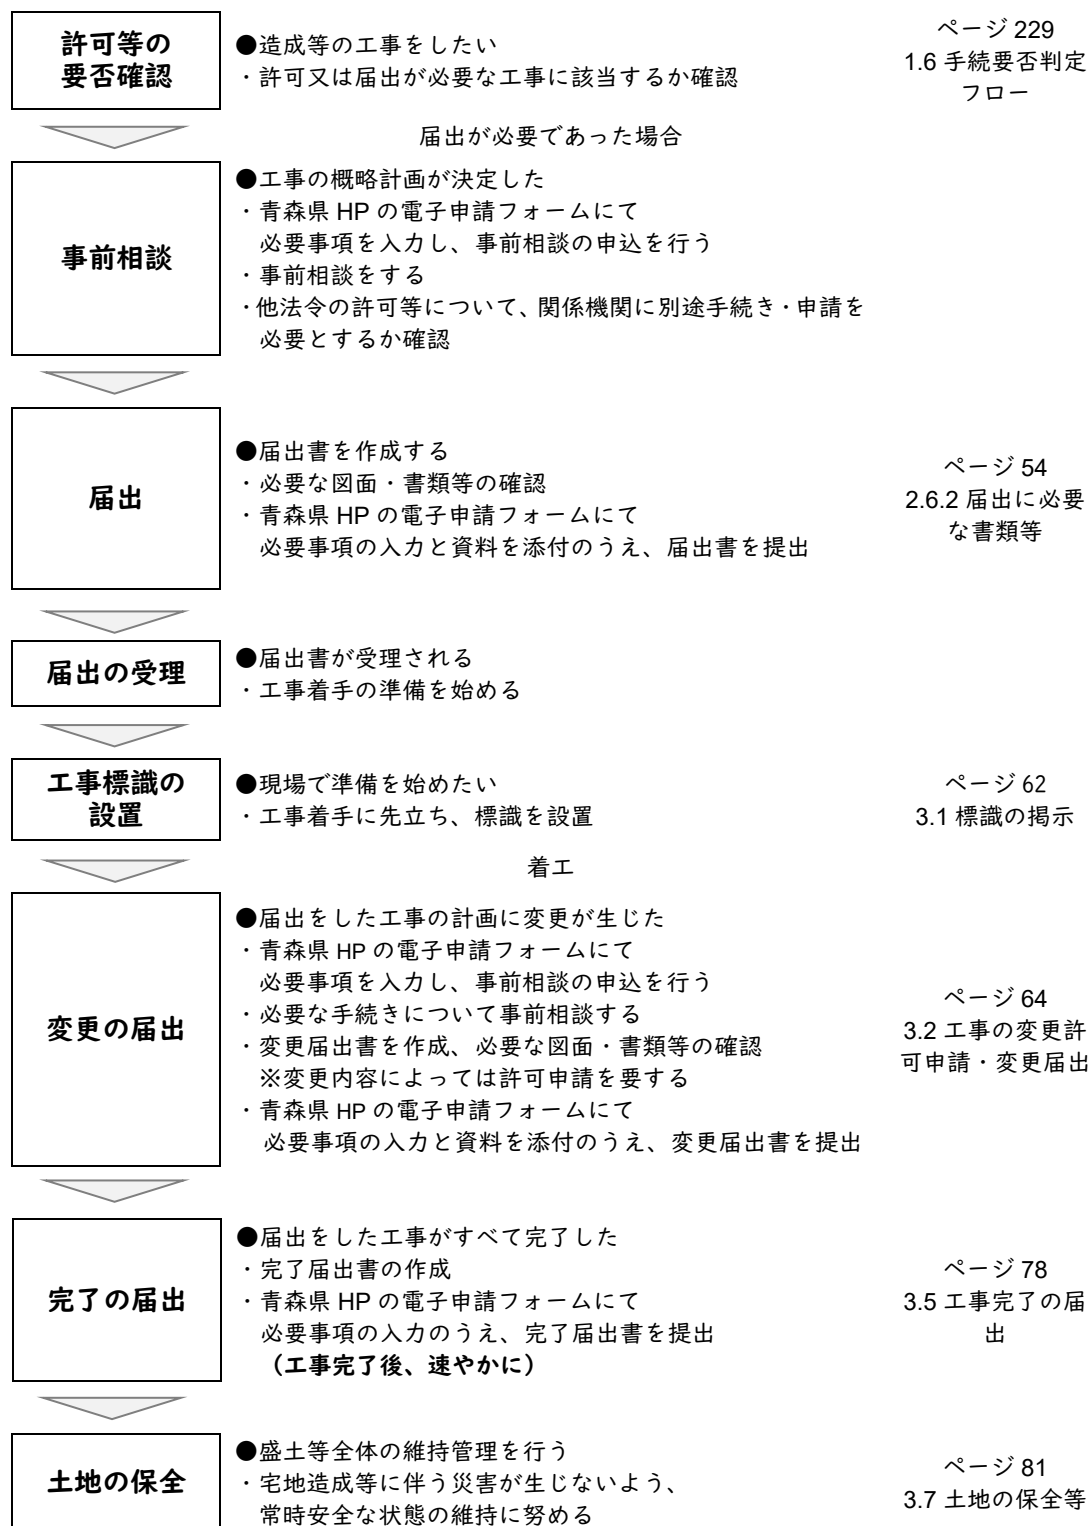 許可等の
要否確認
●造成等の工事をしたい
・許可又は届出が必要な工事に該当するか確認
ページ 229
1.6 手続要否判定
フロー
届出が必要であった場合
事前相談
●工事の概略計画が決定した
・青森県 HP の電子申請フォームにて
必要事項を入力し、事前相談の申込を行う
・事前相談をする
・他法令の許可等について、関係機関に別途手続き・申請を
必要とするか確認
届出
●届出書を作成する
・必要な図面・書類等の確認
・青森県 HP の電子申請フォームにて
必要事項の入力と資料を添付のうえ、届出書を提出
ページ 54
2.6.2 届出に必要
な書類等
届出の受理
●届出書が受理される
・工事着手の準備を始める
工事標識の
設置
●現場で準備を始めたい
・工事着手に先立ち、標識を設置
ページ 62
3.1 標識の掲示
着工
変更の届出
●届出をした工事の計画に変更が生じた
・青森県 HP の電子申請フォームにて
必要事項を入力し、事前相談の申込を行う
・必要な手続きについて事前相談する
・変更届出書を作成、必要な図面・書類等の確認
※変更内容によっては許可申請を要する
・青森県 HP の電子申請フォームにて
必要事項の入力と資料を添付のうえ、変更届出書を提出
ページ 64
3.2 工事の変更許
可申請・変更届出
完了の届出
●届出をした工事がすべて完了した
・完了届出書の作成
・青森県 HP の電子申請フォームにて
必要事項の入力のうえ、完了届出書を提出
（工事完了後、速やかに）
ページ 78
3.5 工事完了の届
出
土地の保全
●盛土等全体の維持管理を行う
・宅地造成等に伴う災害が生じないよう、
常時安全な状態の維持に努める
ページ 81
3.7 土地の保全等